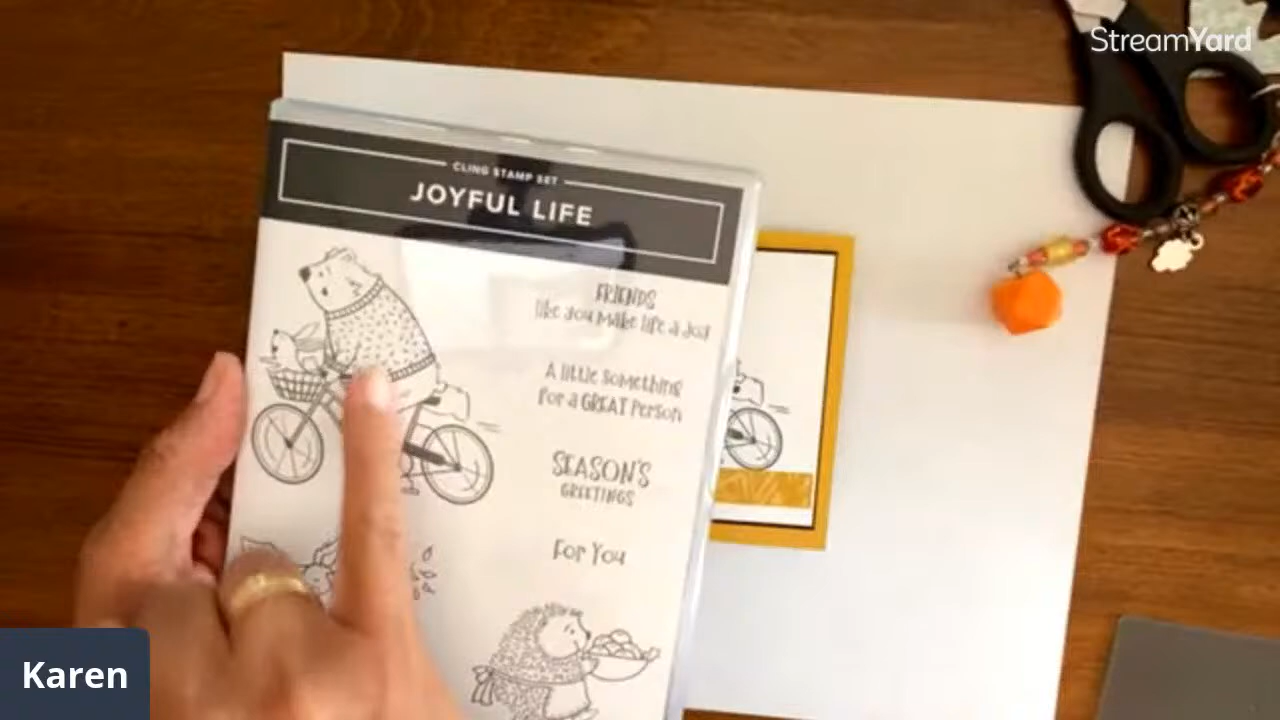 StreamYard
CLING STAMP SET
JOYFUL LIFE
FRIENDS
like you make life a joy
A little something
for a GREAT person
SEASON'S
GREETINGS
For You
Karen